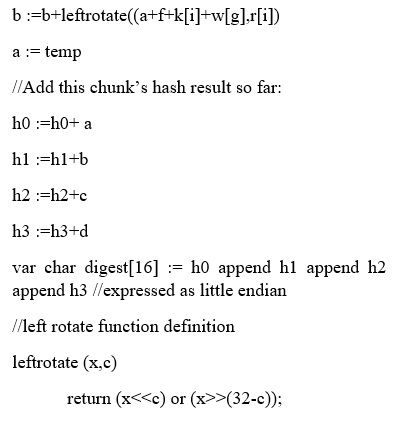 b :=b+leftrotate((a+f+k[i]+w[g],r[i])
a := temp
//Add this chunk’s hash result so far:
h0 :=h0+ a
h1 :=h1+b
h2 :=h2+c
h3 :=h3+d
var char digest[16] := h0 append h1 append h2
append h3 //expressed as little endian
//left rotate function definition
leftrotate (x,c)
return (x<<c) or (x>>(32-c));